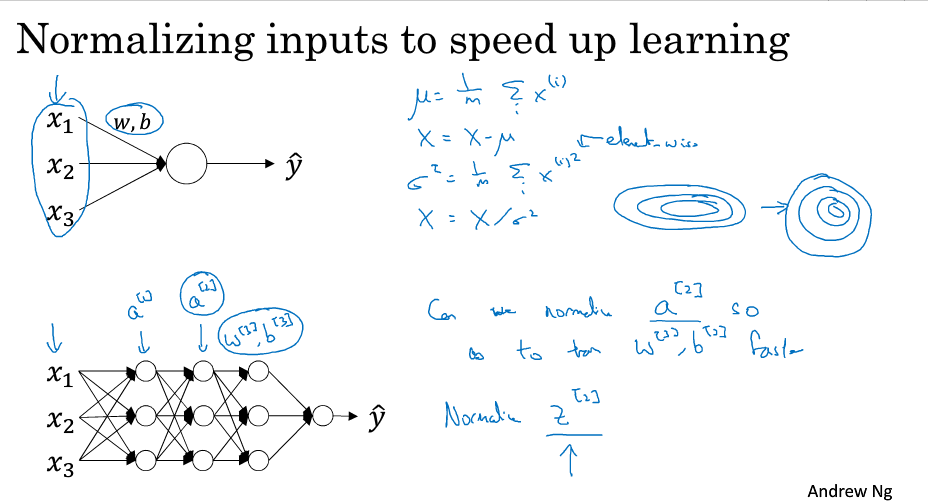 Normalizing inputs to speed up learning
x₁
w, b
x₂
ŷ
x₃
μ = 1/m Σᵢ x⁽ⁱ⁾
X = X - μ
σ² = 1/m Σᵢ x⁽ⁱ⁾² ← element-wise
X = X/σ²
a[1]
a[2]
w[3], b[3]
x₁
x₂
ŷ
x₃
Can we normalize a[2] so
as to train w[3], b[3] faster
Normalize z[2]
↑
Andrew Ng